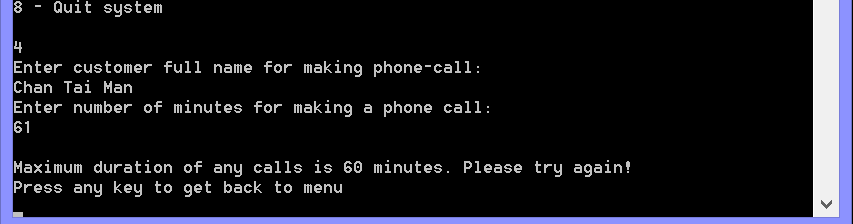 8 - Quit system
4
Enter customer full name for making phone-call:
Chan Tai Man
Enter number of minutes for making a phone call:
61
Maximum duration of any calls is 60 minutes. Please try again!
Press any key to get back to menu